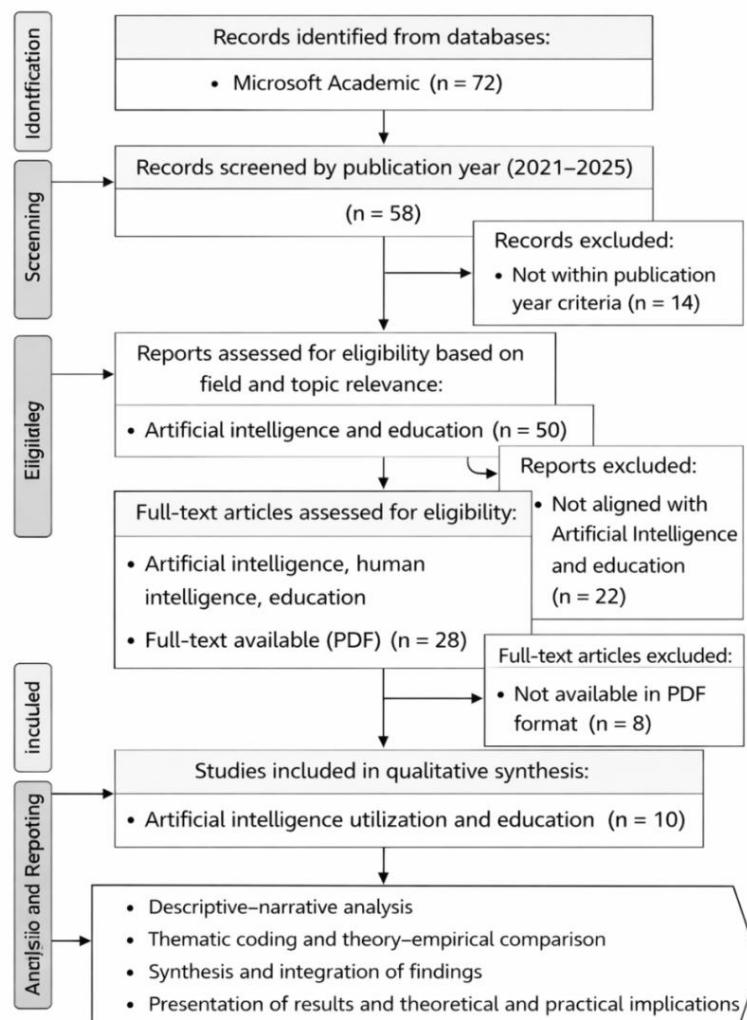 Records identified from databases:
• Microsoft Academic (n = 72)
Records screened by publication year (2021–2025)
(n = 58)
Records excluded:
• Not within publication
year criteria (n = 14)
Reports assessed for eligibility based on
field and topic relevance:
• Artificial intelligence and education (n = 50)
Reports excluded:
• Not aligned with
Artificial Intelligence
and education
(n = 22)
Full-text articles assessed for eligibility:
• Artificial intelligence, human
intelligence, education
• Full-text available (PDF) (n = 28)
Full-text articles excluded:
• Not available in PDF
format (n = 8)
Studies included in qualitative synthesis:
• Artificial intelligence utilization and education (n = 10)
and Repoting
• Descriptive–narrative analysis
• Thematic coding and theory–empirical comparison
• Synthesis and integration of findings
• Presentation of results and theoretical and practical implications